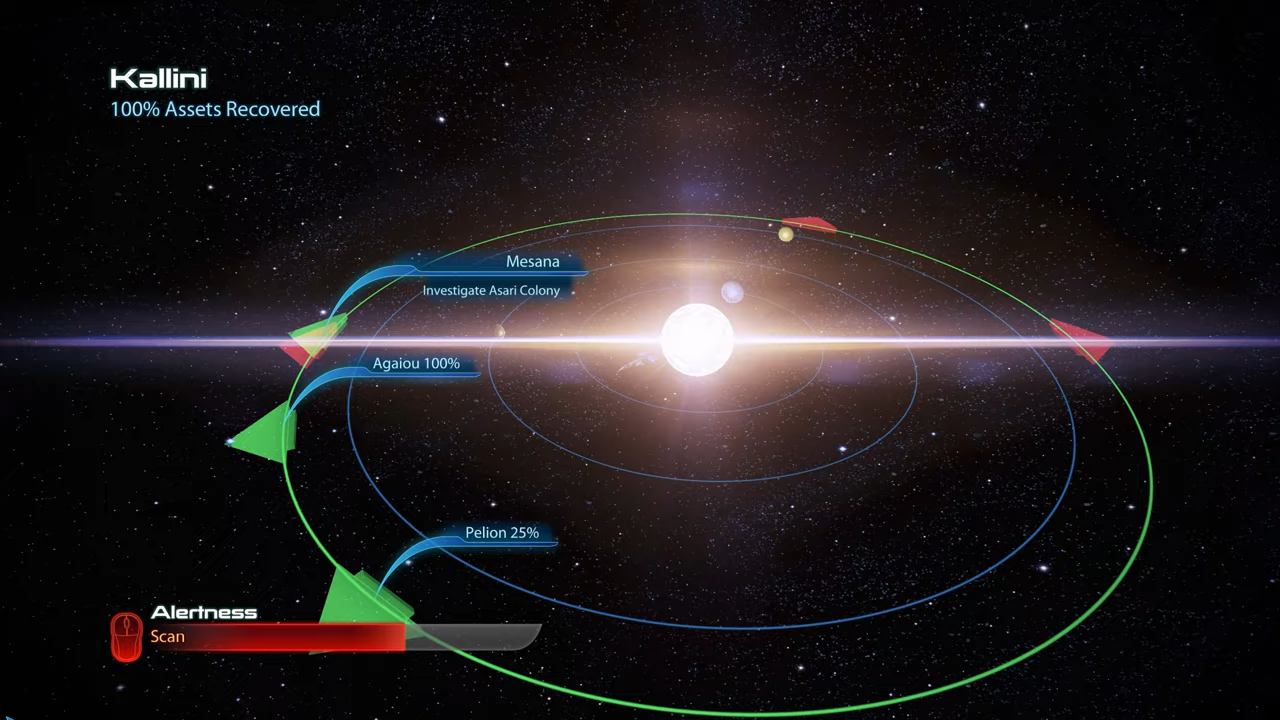 Kallini
100% Assets Recovered
Mesana
Investigate Asari Colony
Agaiou 100%
Pelion 25%
Alertness
Scan